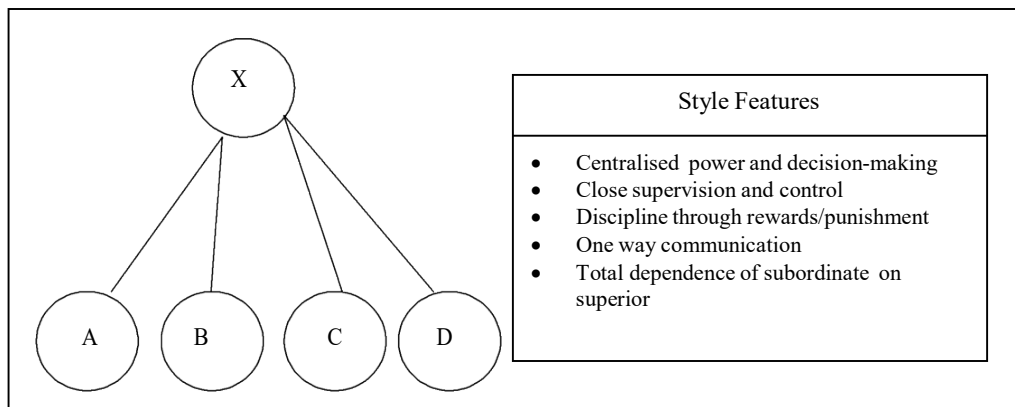 X
A
B
C
D
Style Features
• Centralised power and decision-making
• Close supervision and control
• Discipline through rewards/punishment
• One way communication
• Total dependence of subordinate on
superior